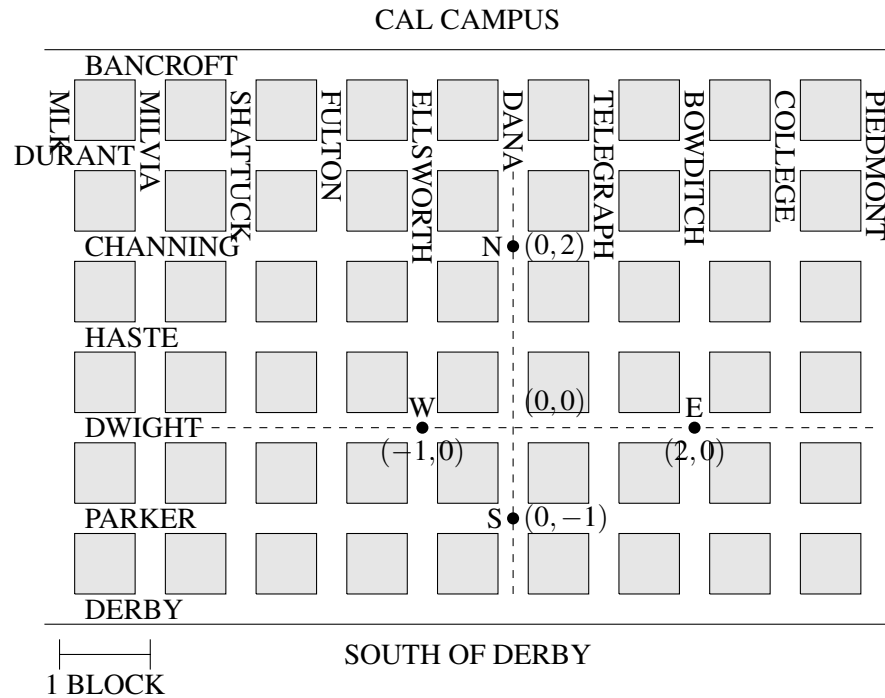 CAL CAMPUS
BANCROFT
MLK
MILVIA
SHATTUCK
FULTON
ELLSWORTH
DANA
TELEGRAPH
BOWDITCH
COLLEGE
PIEDMONT
DURANT
CHANNING
N (0,2)
HASTE
W
(0,0)
E
DWIGHT
(−1,0)
(2,0)
PARKER
S (0,−1)
DERBY
SOUTH OF DERBY
1 BLOCK